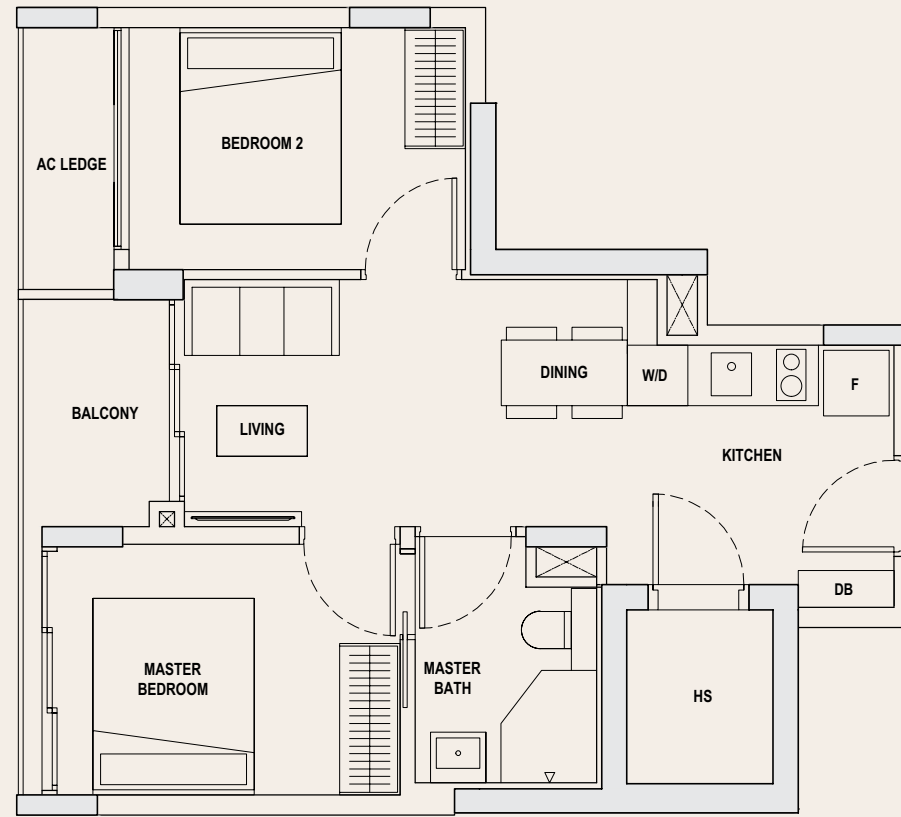 BEDROOM 2
AC LEDGE
DINING
W/D
F
BALCONY
LIVING
KITCHEN
DB
MASTER
BEDROOM
MASTER
BATH
HS